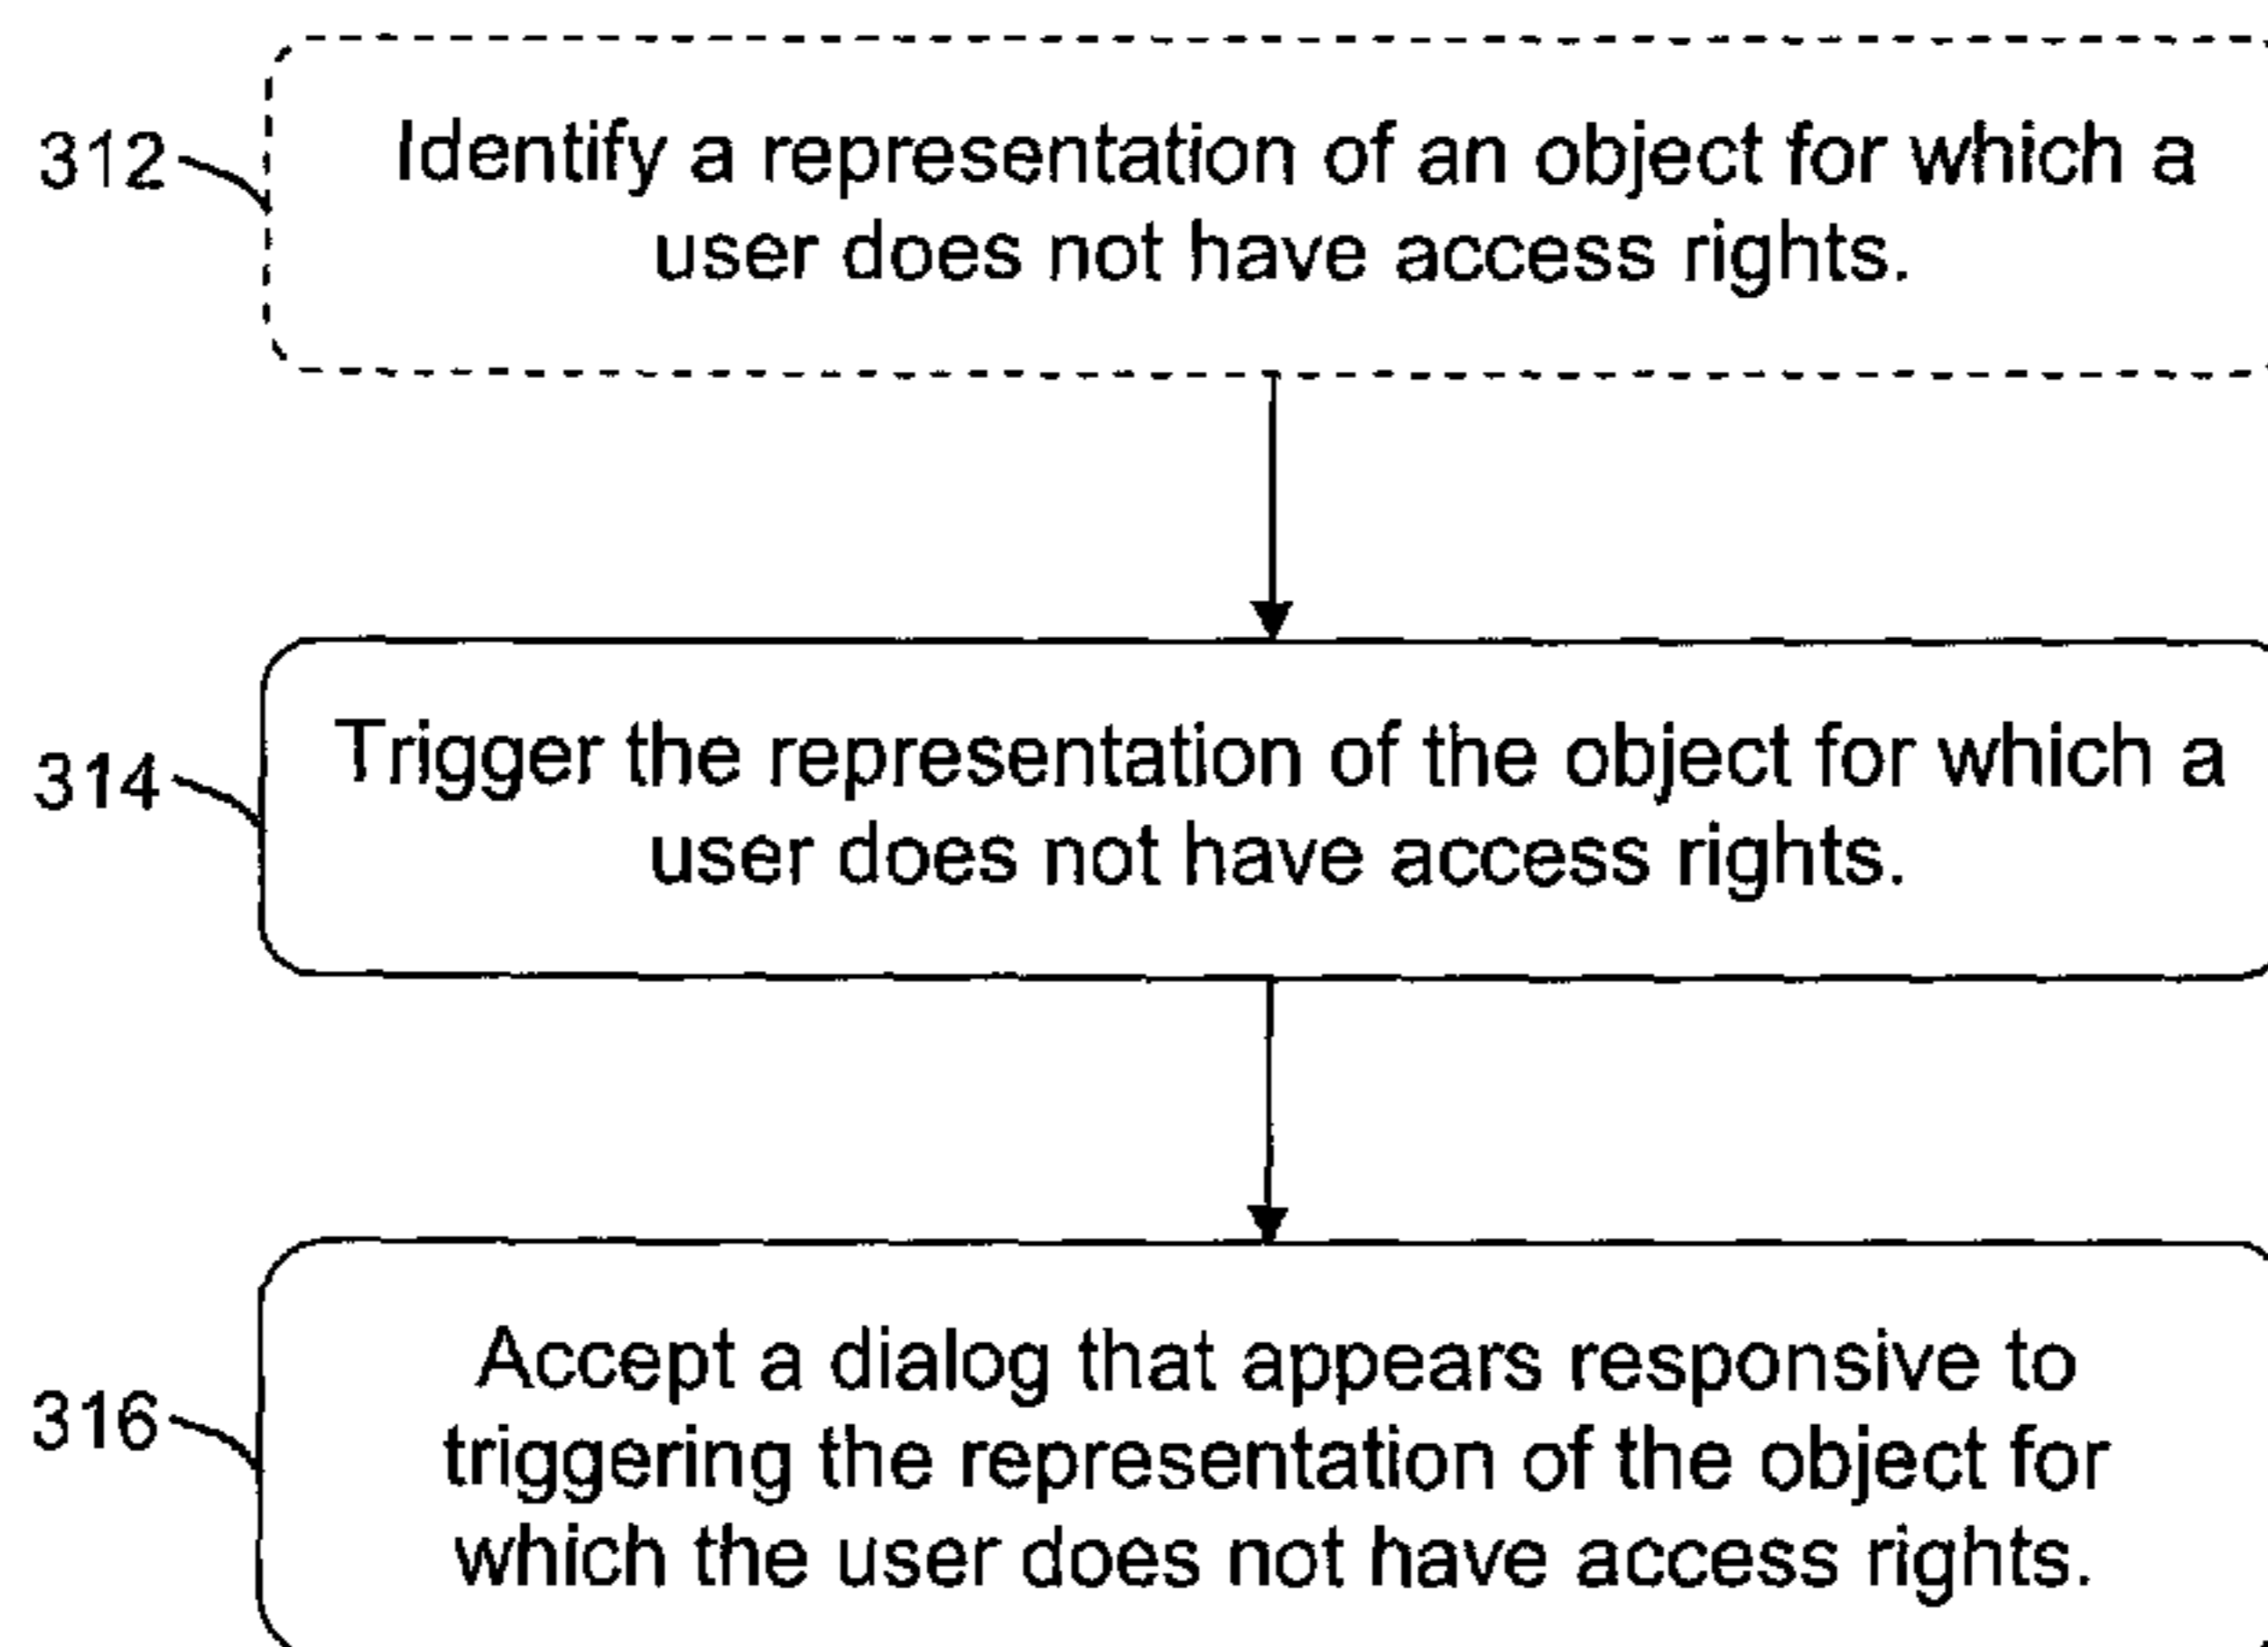 312
Identify a representation of an object for which a
user does not have access rights.
314
Trigger the representation of the object for which a
user does not have access rights.
316
Accept a dialog that appears responsive to
triggering the representation of the object for
which the user does not have access rights.